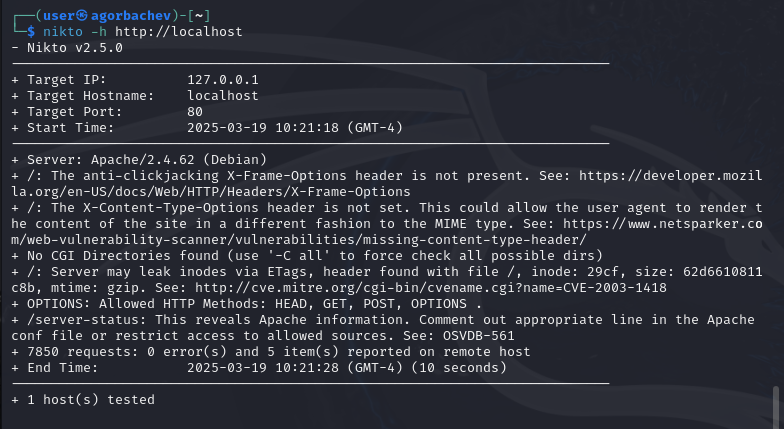 ┌──(user㉿agorbachev)-[~]
└─$ nikto -h http://localhost
- Nikto v2.5.0
---------------------------------------------------------------------------
+ Target IP:          127.0.0.1
+ Target Hostname:    localhost
+ Target Port:        80
+ Start Time:         2025-03-19 10:21:18 (GMT-4)
---------------------------------------------------------------------------
+ Server: Apache/2.4.62 (Debian)
+ /: The anti-clickjacking X-Frame-Options header is not present. See: https://developer.mozil
la.org/en-US/docs/Web/HTTP/Headers/X-Frame-Options
+ /: The X-Content-Type-Options header is not set. This could allow the user agent to render t
he content of the site in a different fashion to the MIME type. See: https://www.netsparker.co
m/web-vulnerability-scanner/vulnerabilities/missing-content-type-header/
+ No CGI Directories found (use '-C all' to force check all possible dirs)
+ /: Server may leak inodes via ETags, header found with file /, inode: 29cf, size: 62d6610811
c8b, mtime: gzip. See: http://cve.mitre.org/cgi-bin/cvename.cgi?name=CVE-2003-1418
+ OPTIONS: Allowed HTTP Methods: HEAD, GET, POST, OPTIONS .
+ /server-status: This reveals Apache information. Comment out appropriate line in the Apache
conf file or restrict access to allowed sources. See: OSVDB-561
+ 7850 requests: 0 error(s) and 5 item(s) reported on remote host
+ End Time:           2025-03-19 10:21:28 (GMT-4) (10 seconds)
---------------------------------------------------------------------------
+ 1 host(s) tested